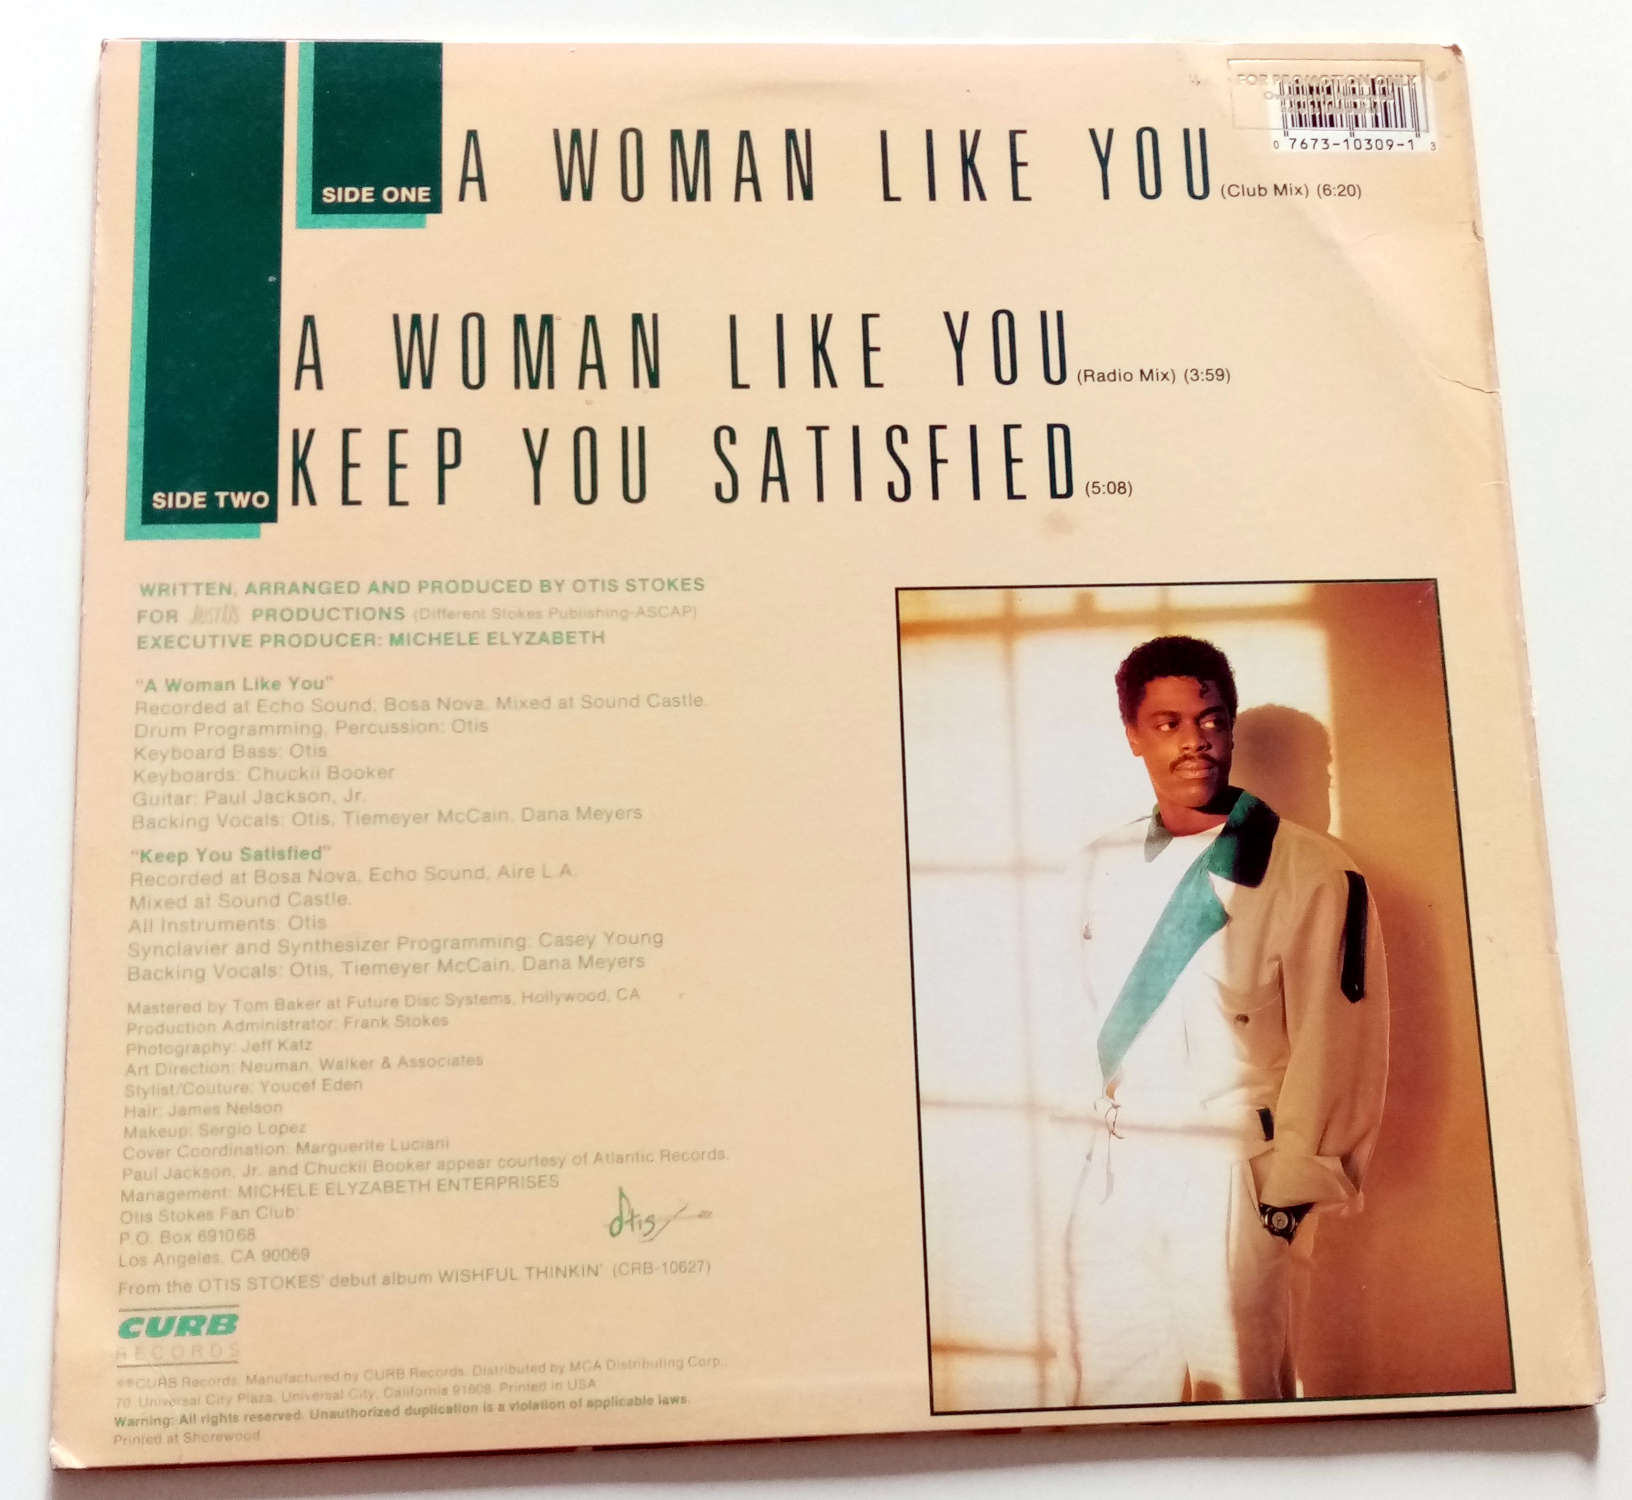 FOR PROMOTION ONLY
0 7673-10309-1 3
SIDE ONE
A WOMAN LIKE YOU (Club Mix) (6:20)
A WOMAN LIKE YOU (Radio Mix) (3:59)
SIDE TWO
KEEP YOU SATISFIED (5:08)
WRITTEN, ARRANGED AND PRODUCED BY OTIS STOKES
FOR PRODUCTIONS (Different Stokes Publishing-ASCAP)
EXECUTIVE PRODUCER: MICHELE ELYZABETH
"A Woman Like You"
Recorded at Echo Sound, Bosa Nova. Mixed at Sound Castle.
Drum Programming, Percussion: Otis
Keyboard Bass: Otis
Keyboards: Chuckii Booker
Guitar: Paul Jackson, Jr.
Backing Vocals: Otis, Tiemeyer McCain, Dana Meyers
"Keep You Satisfied"
Recorded at Bosa Nova, Echo Sound, Aire L.A.
Mixed at Sound Castle.
All Instruments: Otis
Synclavier and Synthesizer Programming: Casey Young
Backing Vocals: Otis, Tiemeyer McCain, Dana Meyers
Mastered by Tom Baker at Future Disc Systems, Hollywood, CA
Production Administrator: Frank Stokes
Photography: Jeff Katz
Art Direction: Neuman, Walker & Associates
Stylist/Couture: Youcef Eden
Hair: James Nelson
Makeup: Sergio Lopez
Cover Coordination: Marguerite Luciani
Paul Jackson, Jr. and Chuckii Booker appear courtesy of Atlantic Records.
Management: MICHELE ELYZABETH ENTERPRISES
Otis Stokes Fan Club:
P.O. Box 691068
Los Angeles, CA 90069
Otis
From the OTIS STOKES' debut album WISHFUL THINKIN' (CRB-10627)
CURB
RECORDS
℗©CURB Records. Manufactured by CURB Records. Distributed by MCA Distributing Corp.,
70 Universal City Plaza, Universal City, California 91608. Printed in USA
Warning: All rights reserved. Unauthorized duplication is a violation of applicable laws.
Printed at Shorewood